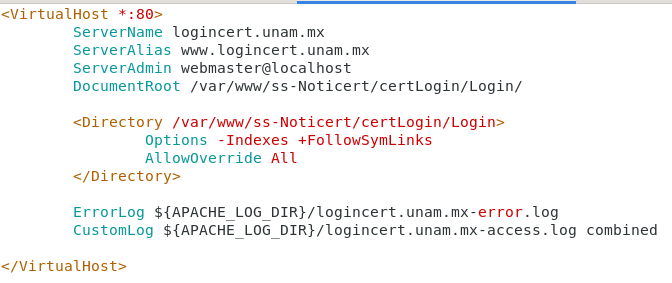 <VirtualHost *:80>
        ServerName logincert.unam.mx
        ServerAlias www.logincert.unam.mx
        ServerAdmin webmaster@localhost
        DocumentRoot /var/www/ss-Noticert/certLogin/Login/
        <Directory /var/www/ss-Noticert/certLogin/Login>
                Options -Indexes +FollowSymLinks
                AllowOverride All
        </Directory>
        ErrorLog ${APACHE_LOG_DIR}/logincert.unam.mx-error.log
        CustomLog ${APACHE_LOG_DIR}/logincert.unam.mx-access.log combined
</VirtualHost>